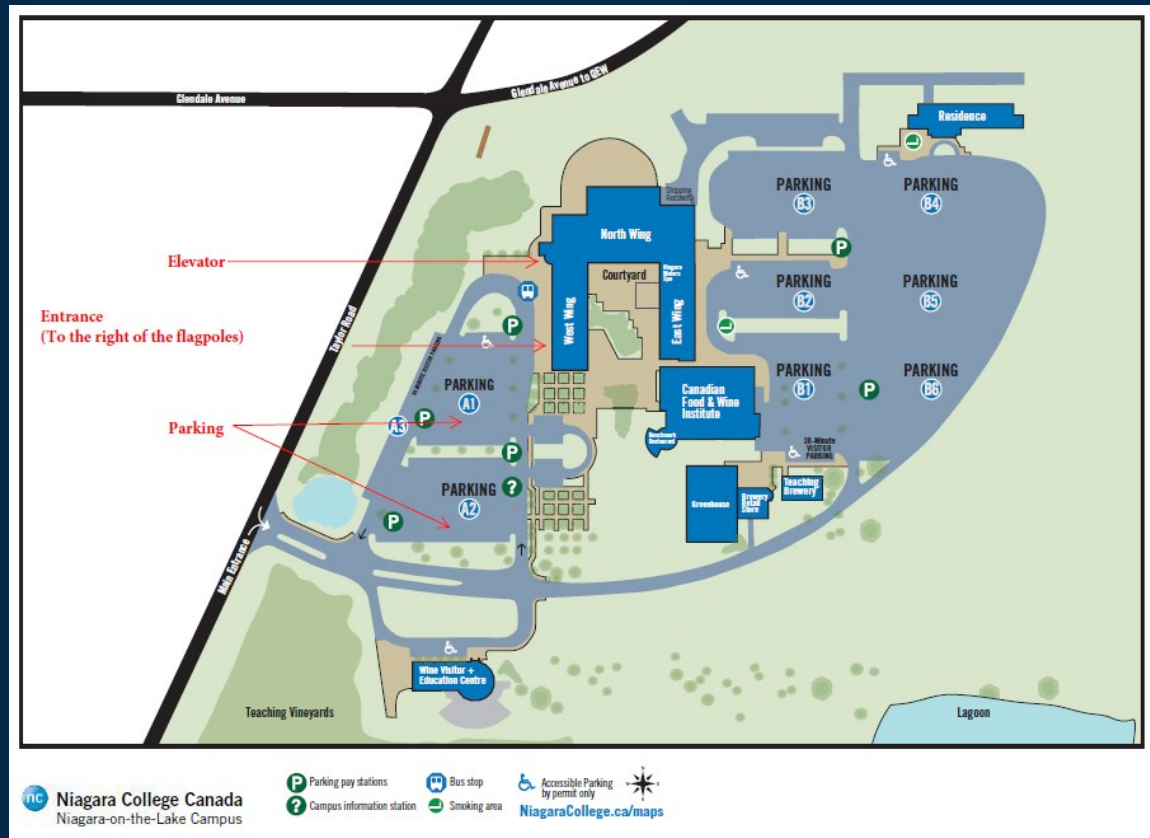 Glendale Avenue
Glendale Avenue to QEW
Residence
Shipping
Receiving
PARKING
B3
PARKING
B4
P
North Wing
Elevator
Courtyard
Niagara
Waters
Spa
PARKING
B2
PARKING
B5
Entrance
(To the right of the flagpoles)
Taylor Road
West Wing
East Wing
P
PARKING
A1
A3
P
Parking
Canadian
Food & Wine
Institute
PARKING
B1
PARKING
B6
P
Benchmark
Restaurant
30-Minute
VISITOR
PARKING
P
PARKING
A2
?
P
Greenhouse
Brewery
Retail
Store
Teaching
Brewery
Main Entrance
Wine Visitor +
Education Centre
Teaching Vineyards
Lagoon
nc
Niagara College Canada
Niagara-on-the-Lake Campus
P Parking pay stations
? Campus information station
Bus stop
Smoking area
Accessible Parking
by permit only
NiagaraCollege.ca/maps